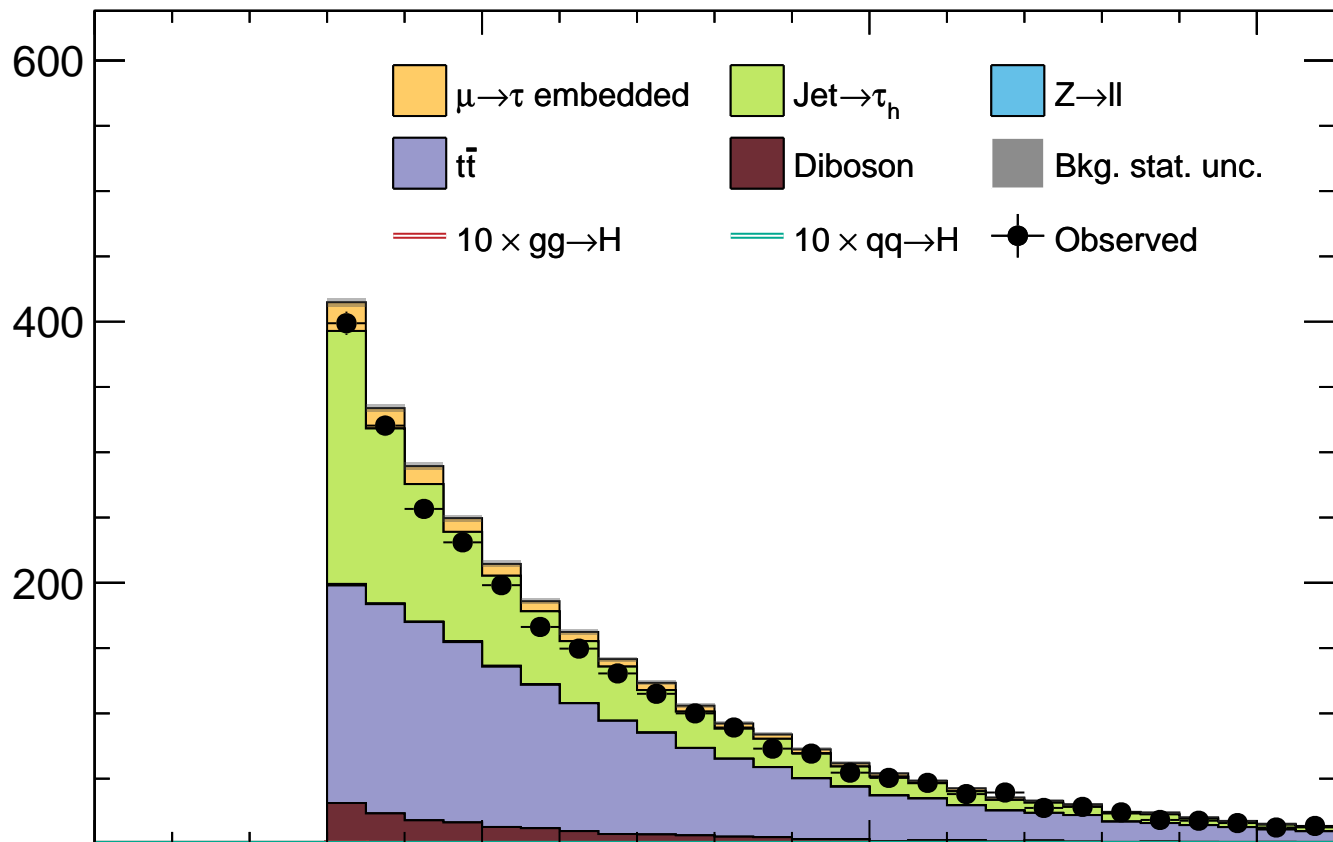 600
μ→τ embedded
Jet→τₕ
Z→ll
tt̄
Diboson
Bkg. stat. unc.
10 × gg→H
10 × qq→H
Observed
400
200